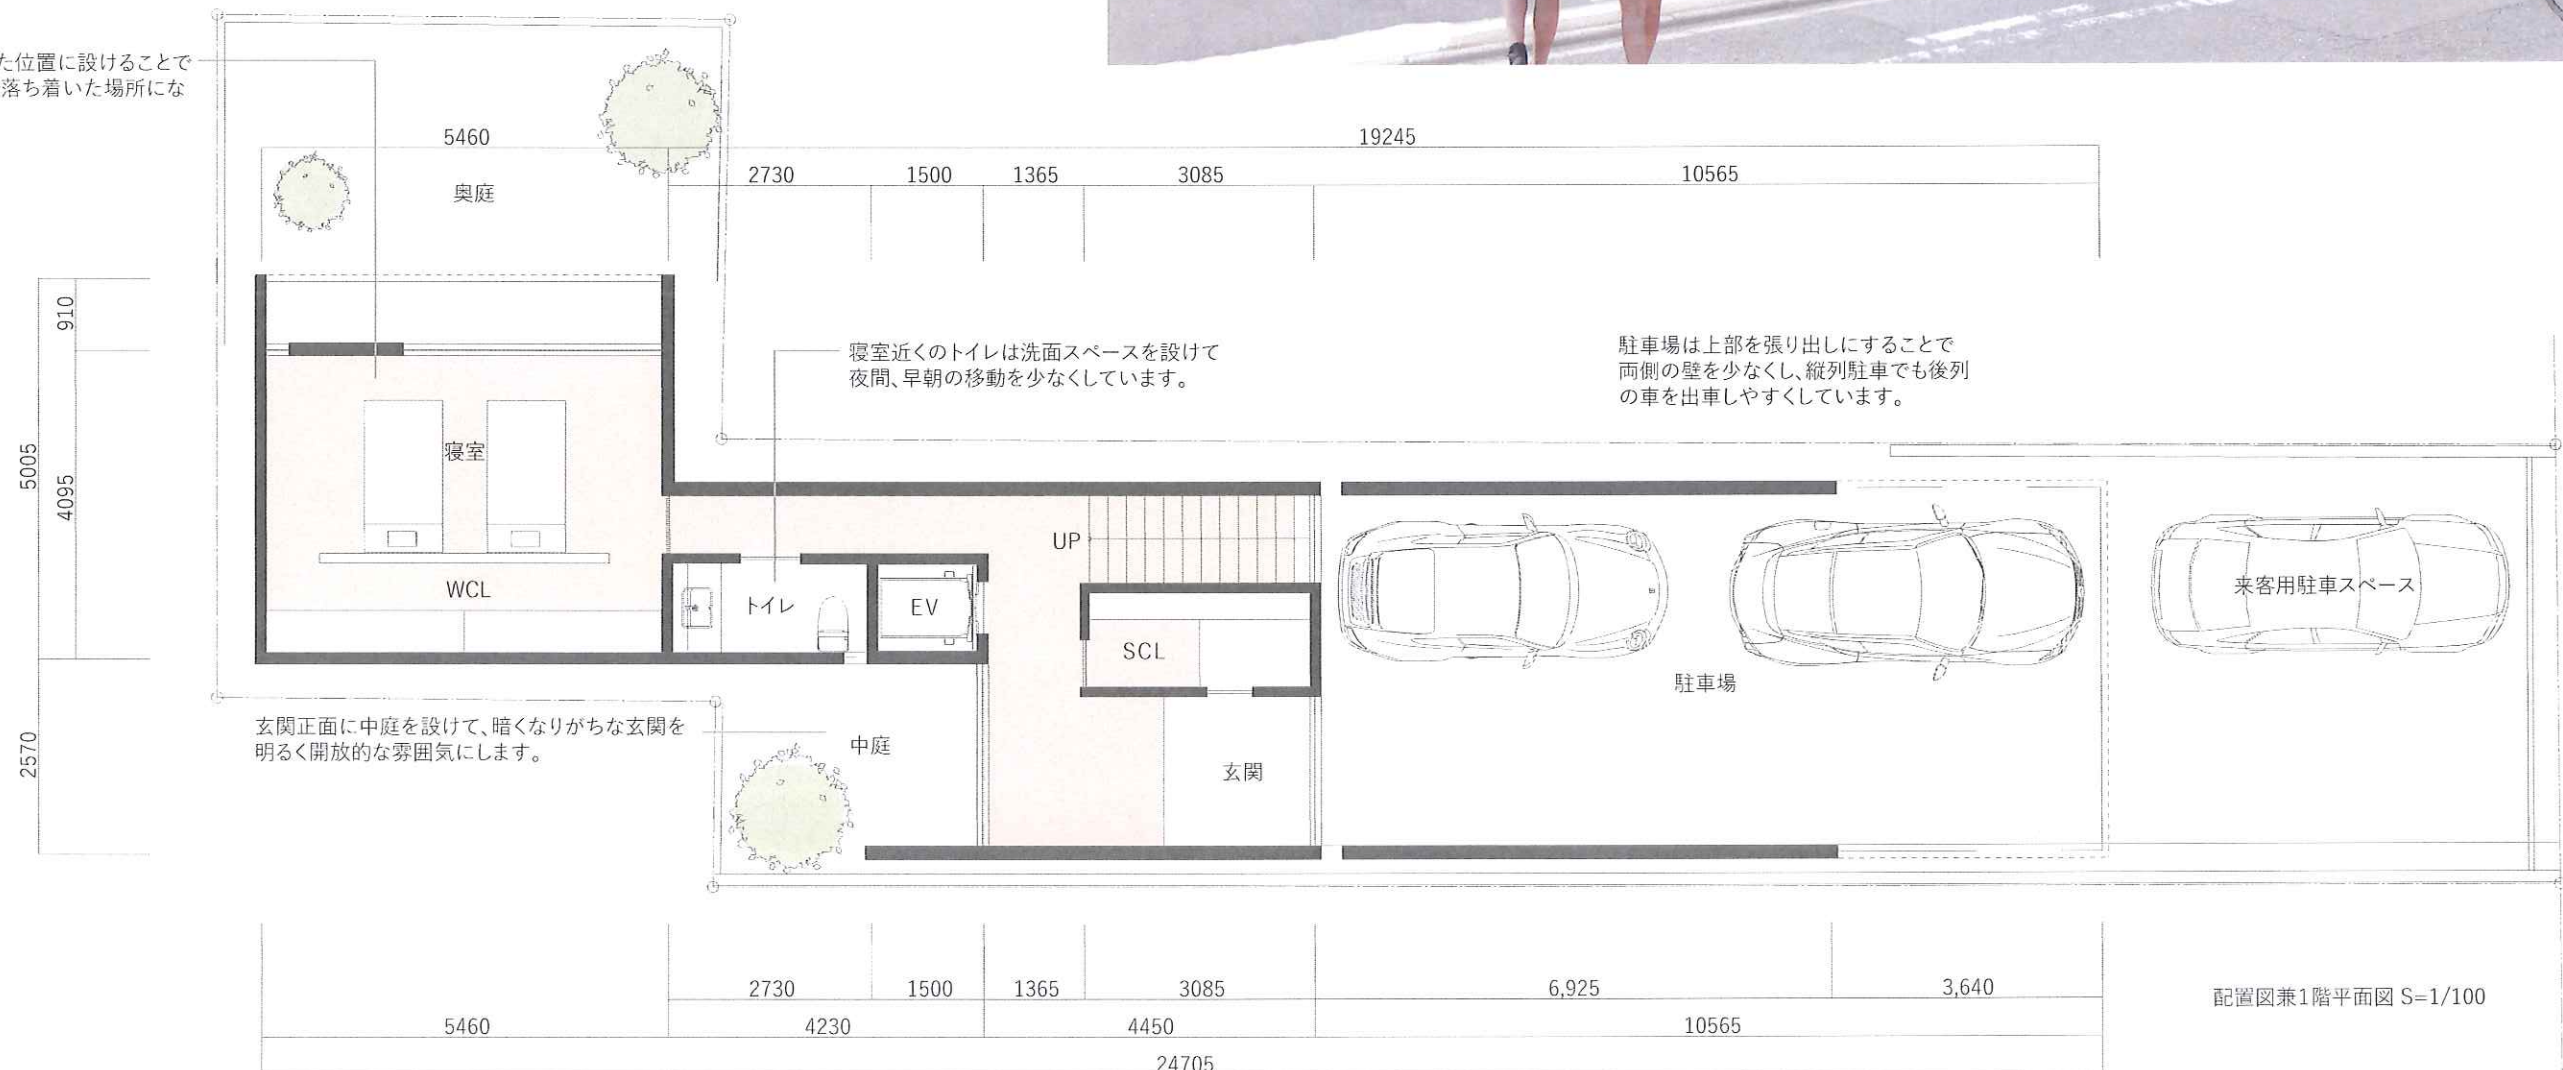 た位置に設けることで
落ち着いた場所にな
5460
19245
2730
1500
1365
3085
10565
奥庭
910
5005
4095
2570
寝室近くのトイレは洗面スペースを設けて
夜間、早朝の移動を少なくしています。
駐車場は上部を張り出しにすることで
両側の壁を少なくし、縦列駐車でも後列
の車を出車しやすくしています。
寝室
UP
WCL
トイレ
EV
SCL
来客用駐車スペース
駐車場
玄関正面に中庭を設けて、暗くなりがちな玄関を
明るく開放的な雰囲気にします。
中庭
玄関
2730
1500
1365
3085
6,925
3,640
配置図兼1階平面図 S=1/100
5460
4230
4450
10565
24705